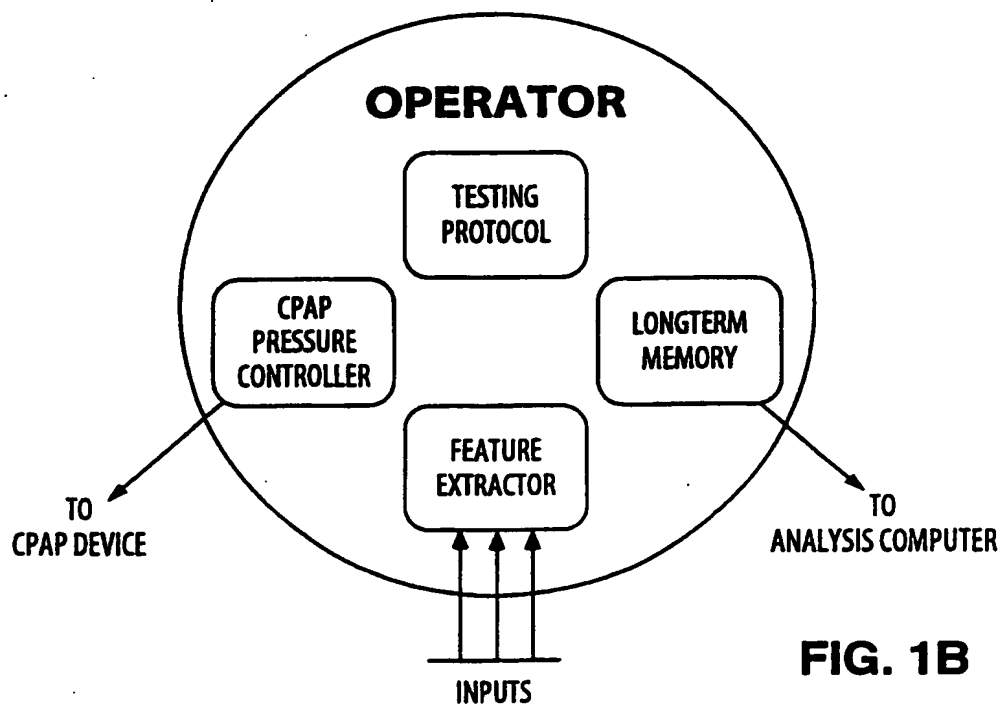 OPERATOR
TESTING
PROTOCOL
CPAP
PRESSURE
CONTROLLER
LONGTERM
MEMORY
FEATURE
EXTRACTOR
TO
CPAP DEVICE
TO
ANALYSIS COMPUTER
INPUTS
FIG. 1B